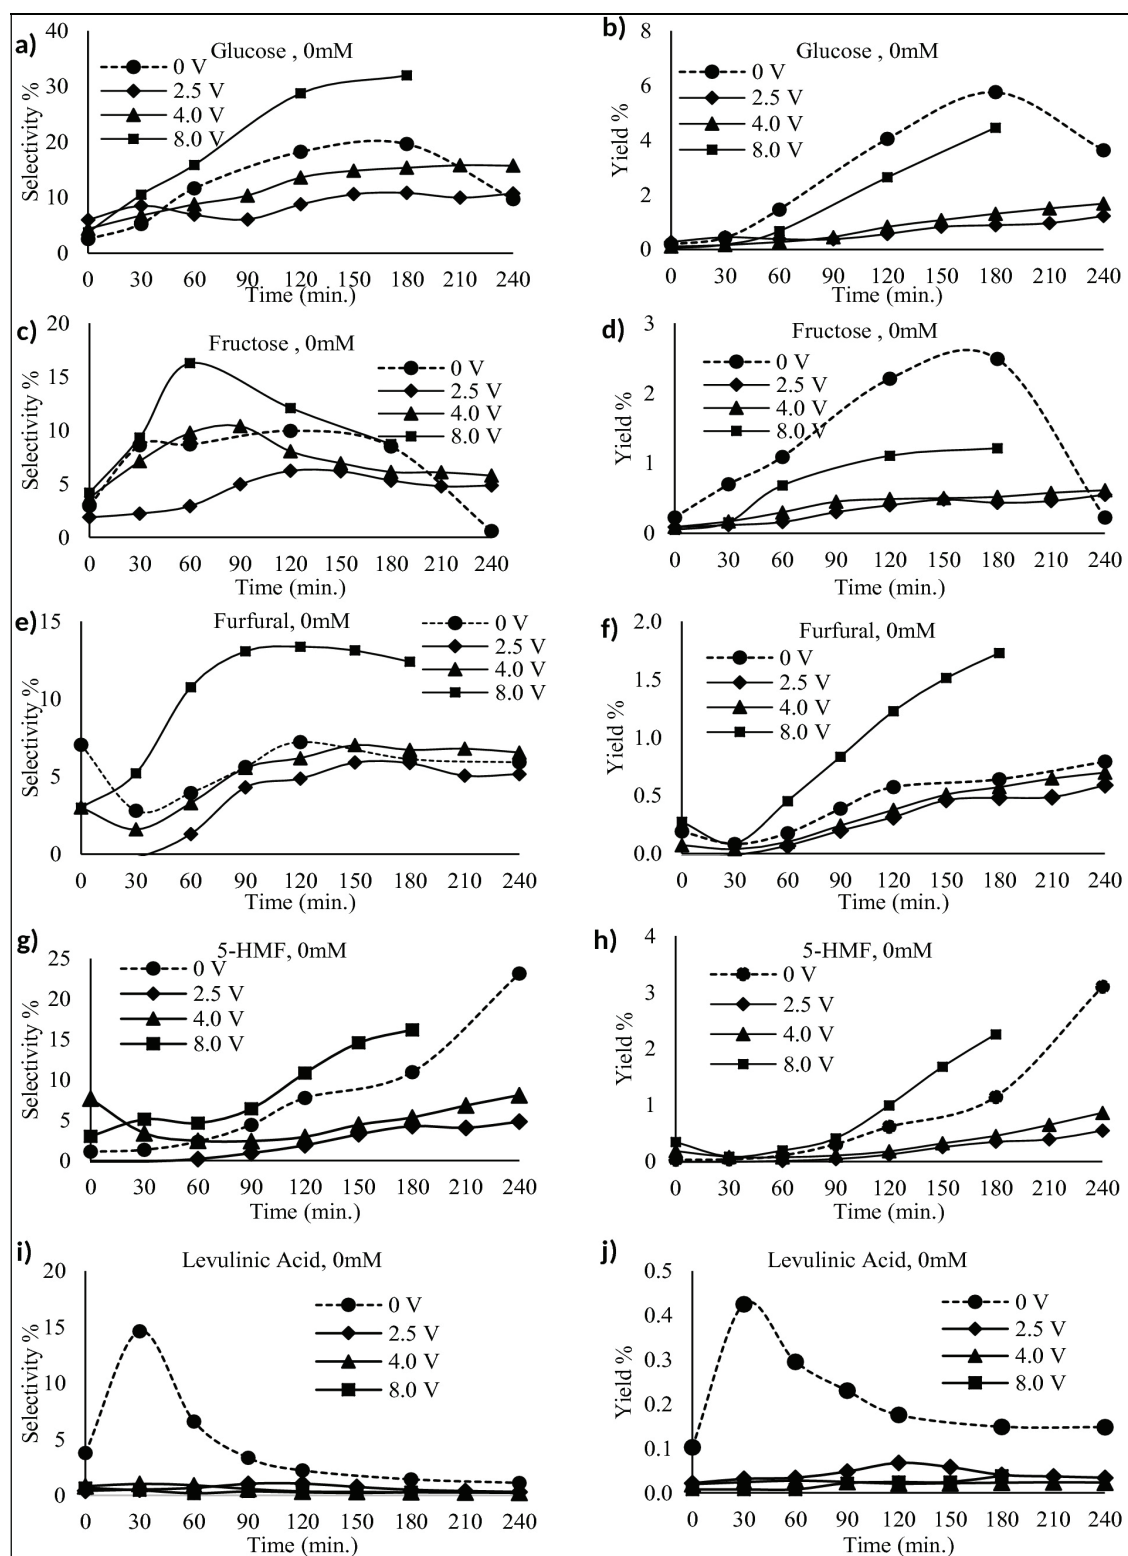 a)
Glucose , 0mM
Selectivity %
40
30
20
10
0
0 V
2.5 V
4.0 V
8.0 V
0 30 60 90 120 150 180 210 240
Time (min.)
b)
Glucose , 0mM
Yield %
8
6
4
2
0
0 V
2.5 V
4.0 V
8.0 V
0 30 60 90 120 150 180 210 240
Time (min.)
c)
Fructose , 0mM
Selectivity %
20
15
10
5
0
0 V
2.5 V
4.0 V
8.0 V
0 30 60 90 120 150 180 210 240
Time (min.)
d)
Fructose , 0mM
Yield %
3
2
1
0
0 V
2.5 V
4.0 V
8.0 V
0 30 60 90 120 150 180 210 240
Time (min.)
e)
Furfural, 0mM
Selectivity %
15
10
5
0
0 V
2.5 V
4.0 V
8.0 V
0 30 60 90 120 150 180 210 240
Time (min.)
f)
Furfural, 0mM
Yield %
2.0
1.5
1.0
0.5
0.0
0 V
2.5 V
4.0 V
8.0 V
0 30 60 90 120 150 180 210 240
Time (min.)
g)
5-HMF, 0mM
Selectivity %
25
20
15
10
5
0
0 V
2.5 V
4.0 V
8.0 V
0 30 60 90 120 150 180 210 240
Time (min.)
h)
5-HMF, 0mM
Yield %
4
3
2
1
0
0 V
2.5 V
4.0 V
8.0 V
0 30 60 90 120 150 180 210 240
Time (min.)
i)
Levulinic Acid, 0mM
Selectivity %
20
15
10
5
0
0 V
2.5 V
4.0 V
8.0 V
0 30 60 90 120 150 180 210 240
Time (min.)
j)
Levulinic Acid, 0mM
Yield %
0.5
0.4
0.3
0.2
0.1
0.0
0 V
2.5 V
4.0 V
8.0 V
0 30 60 90 120 150 180 210 240
Time (min.)